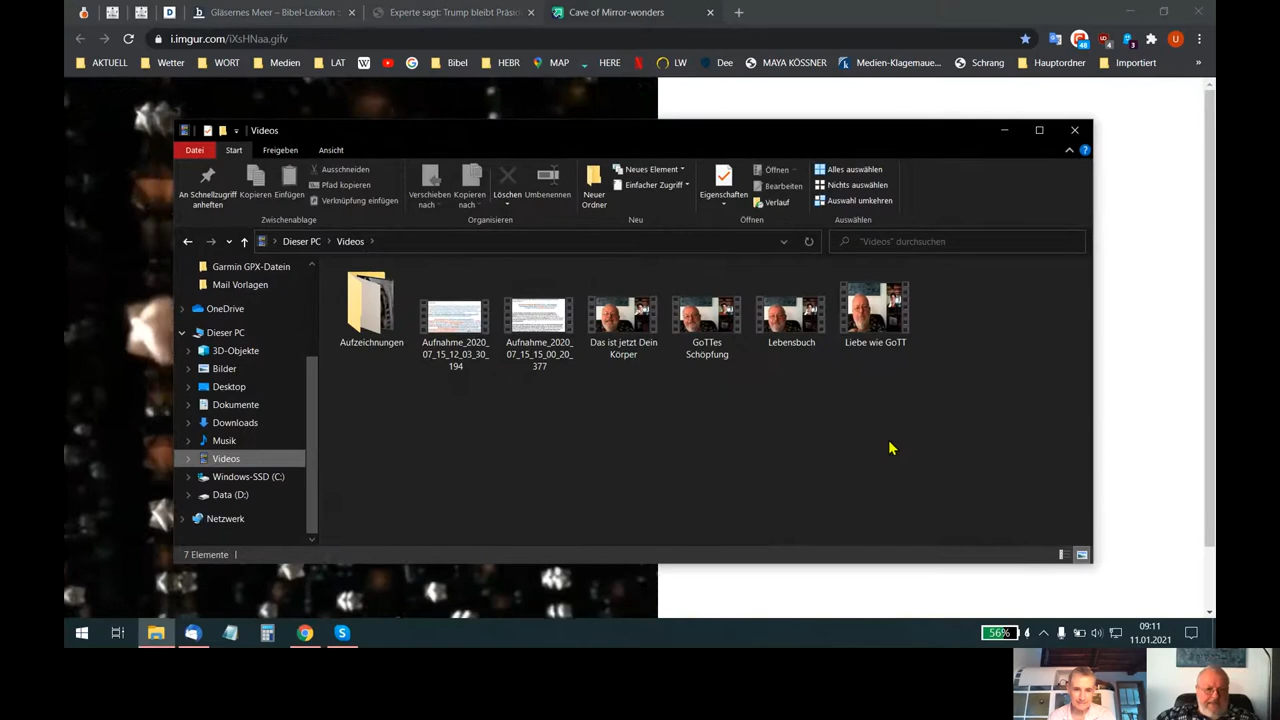 Gläsernes Meer – Bibel-Lexikon :
Experte sagt: Trump bleibt Präsid
Cave of Mirror-wonders
i.imgur.com/iXsHNaa.gifv
48
4
3
U
AKTUELL
Wetter
WORT
Medien
LAT
W
Bibel
HEBR
MAP
HERE
N
LW
Dee
MAYA KÖSSNER
Medien-Klagemaue...
Schrang
Hauptordner
Importiert
»
Videos
Datei
Start
Freigeben
Ansicht
An Schnellzugriff
anheften
Kopieren
Einfügen
Ausschneiden
Pfad kopieren
Verknüpfung einfügen
Zwischenablage
Verschieben
nach
Kopieren
nach
Löschen
Umbenennen
Organisieren
Neuer
Ordner
Neues Element
Einfacher Zugriff
Neu
Eigenschaften
Öffnen
Bearbeiten
Verlauf
Öffnen
Alles auswählen
Nichts auswählen
Auswahl umkehren
Auswählen
Dieser PC
Videos
"Videos" durchsuchen
Garmin GPX-Datein
Mail Vorlagen
OneDrive
Dieser PC
3D-Objekte
Bilder
Desktop
Dokumente
Downloads
Musik
Videos
Windows-SSD (C:)
Data (D:)
Netzwerk
Aufzeichnungen
Aufnahme_2020_
07_15_12_03_30_
194
Aufnahme_2020_
07_15_15_00_20_
377
Das ist jetzt Dein
Körper
GoTTes
Schöpfung
Lebensbuch
Liebe wie GoTT
7 Elemente
56%
09:11
11.01.2021